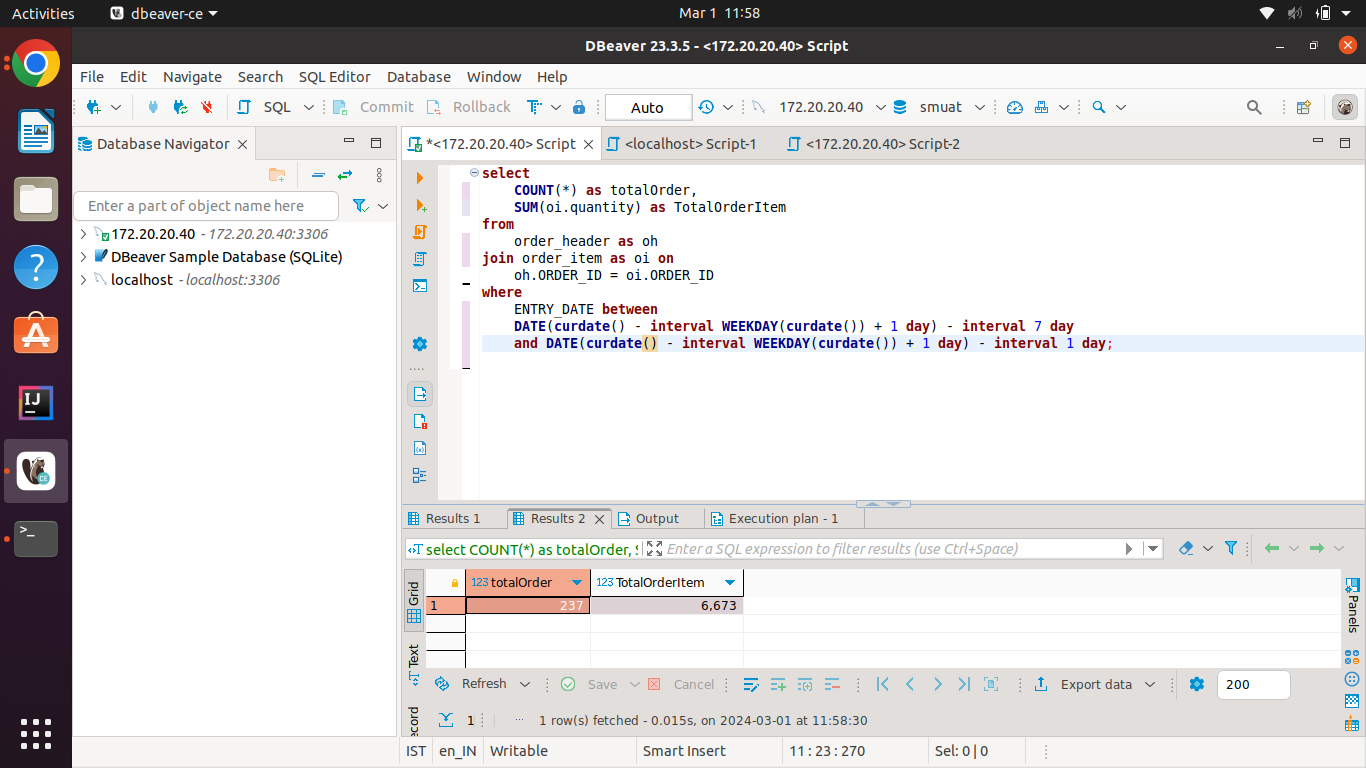 Activities dbeaver-ce Mar 1 11:58
DBeaver 23.3.5 - <172.20.20.40> Script
File Edit Navigate Search SQL Editor Database Window Help
SQL Commit Rollback Auto 172.20.20.40 smuat
Database Navigator
*<172.20.20.40> Script <localhost> Script-1 <172.20.20.40> Script-2
Enter a part of object name here
172.20.20.40 - 172.20.20.40:3306
DBeaver Sample Database (SQLite)
localhost - localhost:3306
select
COUNT(*) as totalOrder,
SUM(oi.quantity) as TotalOrderItem
from
order_header as oh
join order_item as oi on
oh.ORDER_ID = oi.ORDER_ID
where
ENTRY_DATE between
DATE(curdate() - interval WEEKDAY(curdate()) + 1 day) - interval 7 day
and DATE(curdate() - interval WEEKDAY(curdate()) + 1 day) - interval 1 day;
Results 1 Results 2 Output Execution plan - 1
select COUNT(*) as totalOrder, Enter a SQL expression to filter results (use Ctrl+Space)
Grid
Text
Panels
123 totalOrder 123 TotalOrderItem
1 237 6,673
Refresh Save Cancel Export data 200
1 1 row(s) fetched - 0.015s, on 2024-03-01 at 11:58:30
IST en_IN Writable Smart Insert 11 : 23 : 270 Sel: 0 | 0